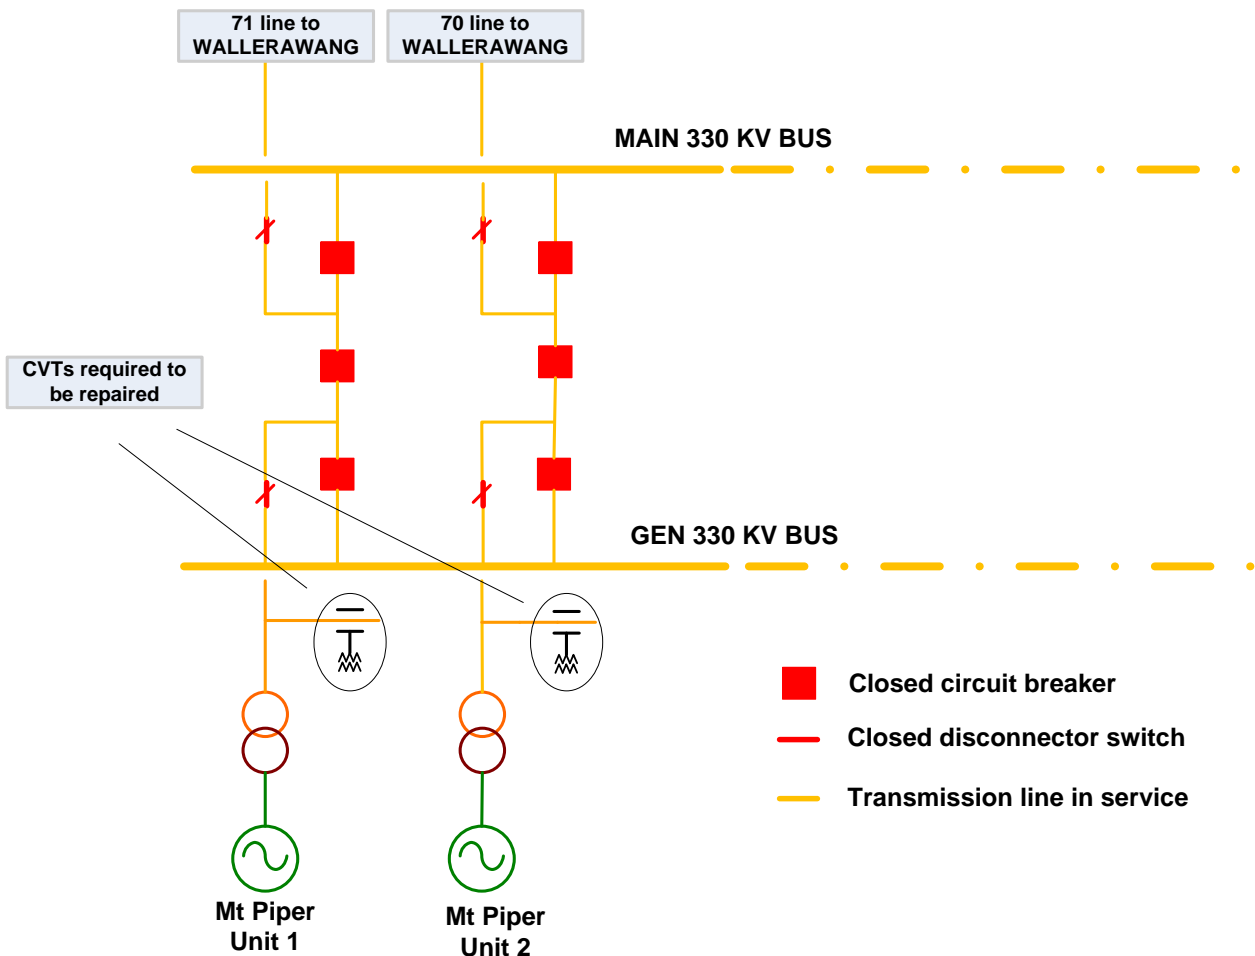 71 line to
WALLERAWANG
70 line to
WALLERAWANG
MAIN 330 KV BUS
CVTs required to
be repaired
GEN 330 KV BUS
Closed circuit breaker
Closed disconnector switch
Transmission line in service
Mt Piper
Unit 1
Mt Piper
Unit 2